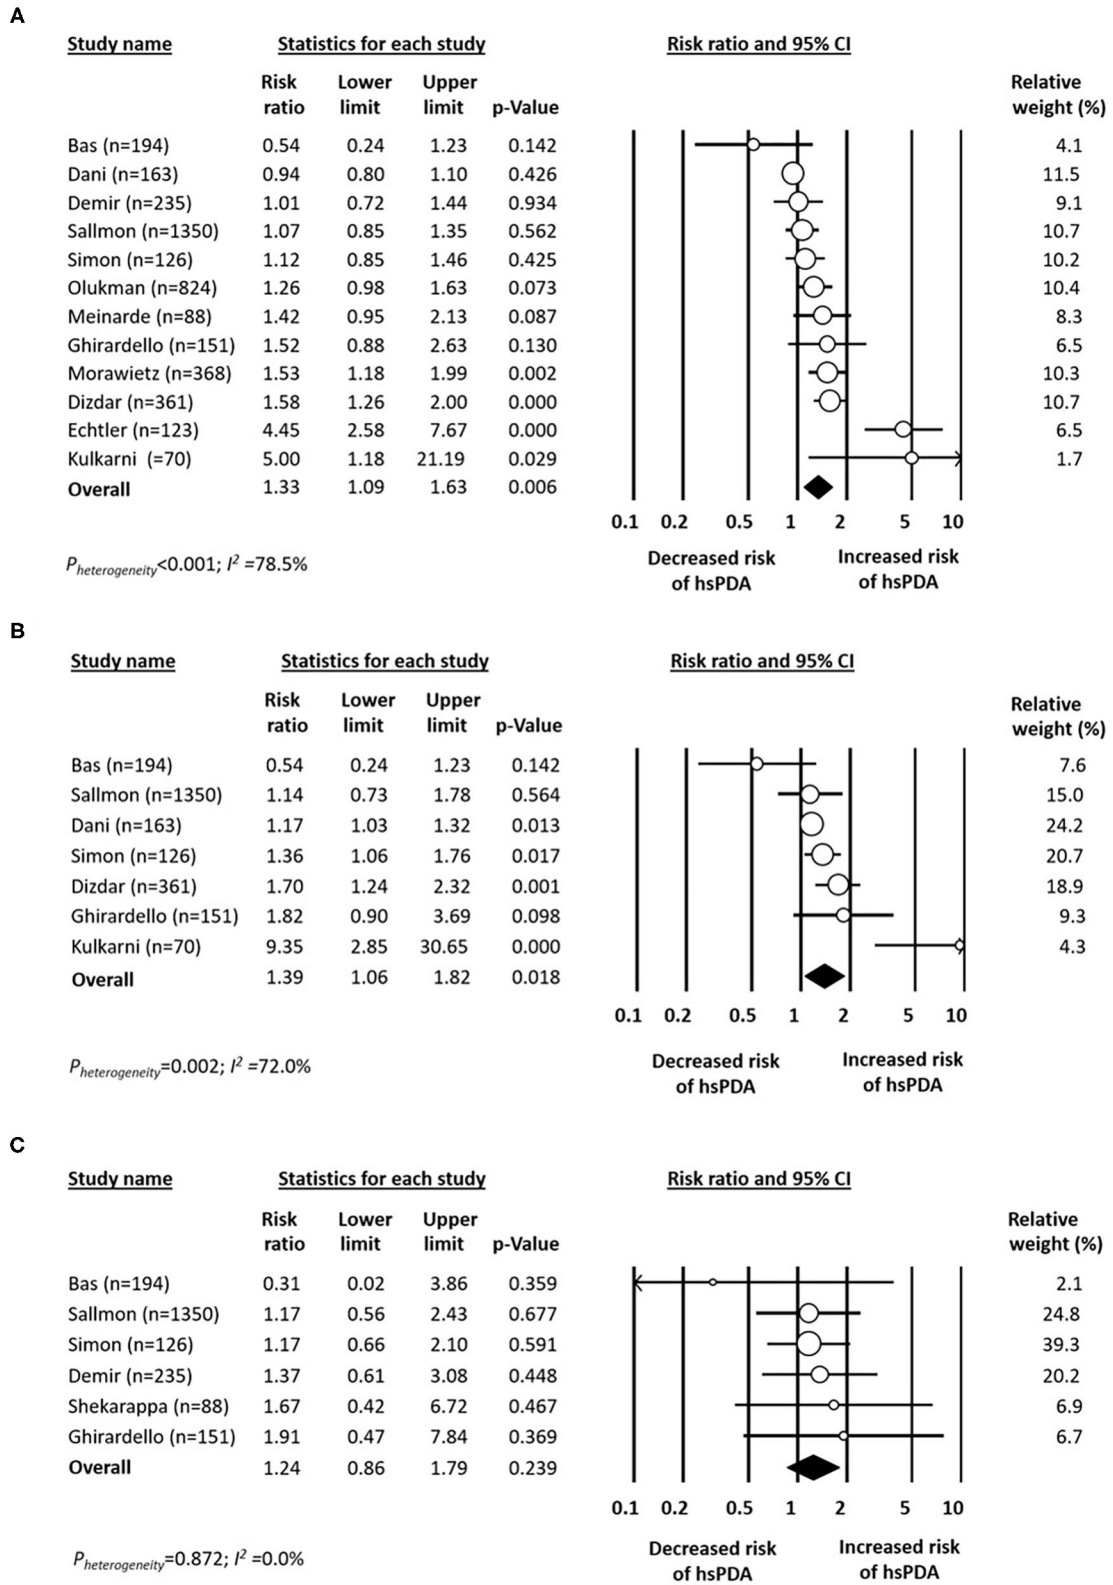 A
Study name Statistics for each study Risk ratio and 95% CI
Risk Lower Upper Relative
ratio limit limit p-Value weight (%)
Bas (n=194) 0.54 0.24 1.23 0.142 4.1
Dani (n=163) 0.94 0.80 1.10 0.426 11.5
Demir (n=235) 1.01 0.72 1.44 0.934 9.1
Sallmon (n=1350) 1.07 0.85 1.35 0.562 10.7
Simon (n=126) 1.12 0.85 1.46 0.425 10.2
Olukman (n=824) 1.26 0.98 1.63 0.073 10.4
Meinarde (n=88) 1.42 0.95 2.13 0.087 8.3
Ghirardello (n=151) 1.52 0.88 2.63 0.130 6.5
Morawietz (n=368) 1.53 1.18 1.99 0.002 10.3
Dizdar (n=361) 1.58 1.26 2.00 0.000 10.7
Echtler (n=123) 4.45 2.58 7.67 0.000 6.5
Kulkarni (=70) 5.00 1.18 21.19 0.029 1.7
Overall 1.33 1.09 1.63 0.006
0.1 0.2 0.5 1 2 5 10
Decreased risk Increased risk
of hsPDA of hsPDA
Pheterogeneity<0.001; I² =78.5%
B
Study name Statistics for each study Risk ratio and 95% CI
Risk Lower Upper Relative
ratio limit limit p-Value weight (%)
Bas (n=194) 0.54 0.24 1.23 0.142 7.6
Sallmon (n=1350) 1.14 0.73 1.78 0.564 15.0
Dani (n=163) 1.17 1.03 1.32 0.013 24.2
Simon (n=126) 1.36 1.06 1.76 0.017 20.7
Dizdar (n=361) 1.70 1.24 2.32 0.001 18.9
Ghirardello (n=151) 1.82 0.90 3.69 0.098 9.3
Kulkarni (n=70) 9.35 2.85 30.65 0.000 4.3
Overall 1.39 1.06 1.82 0.018
0.1 0.2 0.5 1 2 5 10
Decreased risk Increased risk
of hsPDA of hsPDA
Pheterogeneity=0.002; I² =72.0%
C
Study name Statistics for each study Risk ratio and 95% CI
Risk Lower Upper Relative
ratio limit limit p-Value weight (%)
Bas (n=194) 0.31 0.02 3.86 0.359 2.1
Sallmon (n=1350) 1.17 0.56 2.43 0.677 24.8
Simon (n=126) 1.17 0.66 2.10 0.591 39.3
Demir (n=235) 1.37 0.61 3.08 0.448 20.2
Shekarappa (n=88) 1.67 0.42 6.72 0.467 6.9
Ghirardello (n=151) 1.91 0.47 7.84 0.369 6.7
Overall 1.24 0.86 1.79 0.239
0.1 0.2 0.5 1 2 5 10
Decreased risk Increased risk
of hsPDA of hsPDA
Pheterogeneity=0.872; I² =0.0%